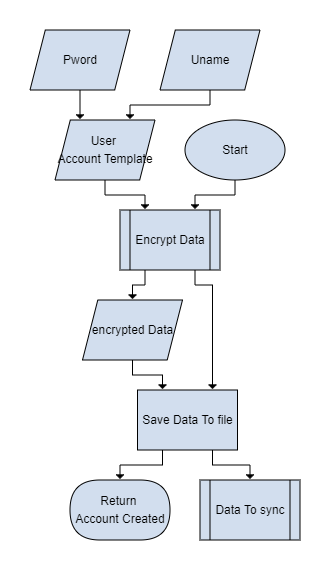 Pword
Uname
User
Account Template
Start
Encrypt Data
encrypted Data
Save Data To file
Return
Account Created
Data To sync